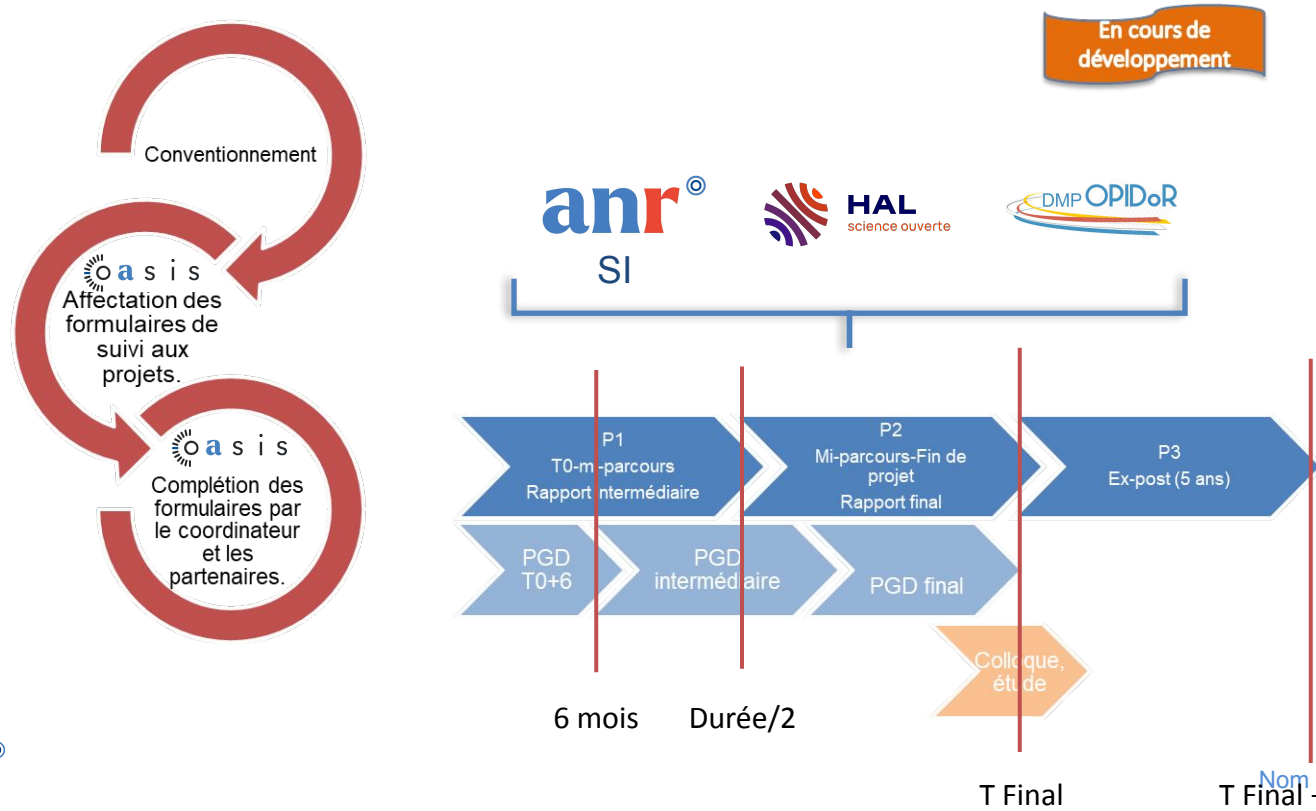 En cours de
développement
Conventionnement
oasis
Affectation des
formulaires de
suivi aux
projets.
oasis
Complétion des
formulaires par
le coordinateur
et les
partenaires.
anr
SI
HAL
science ouverte
DMP OPIDoR
P1
T0-mi-parcours
Rapport intermédiaire
P2
Mi-parcours-Fin de
projet
Rapport final
P3
Ex-post (5 ans)
PGD
T0+6
PGD
intermédiaire
PGD final
Colloque,
étude
6 mois
Durée/2
T Final
Nom
T Final -